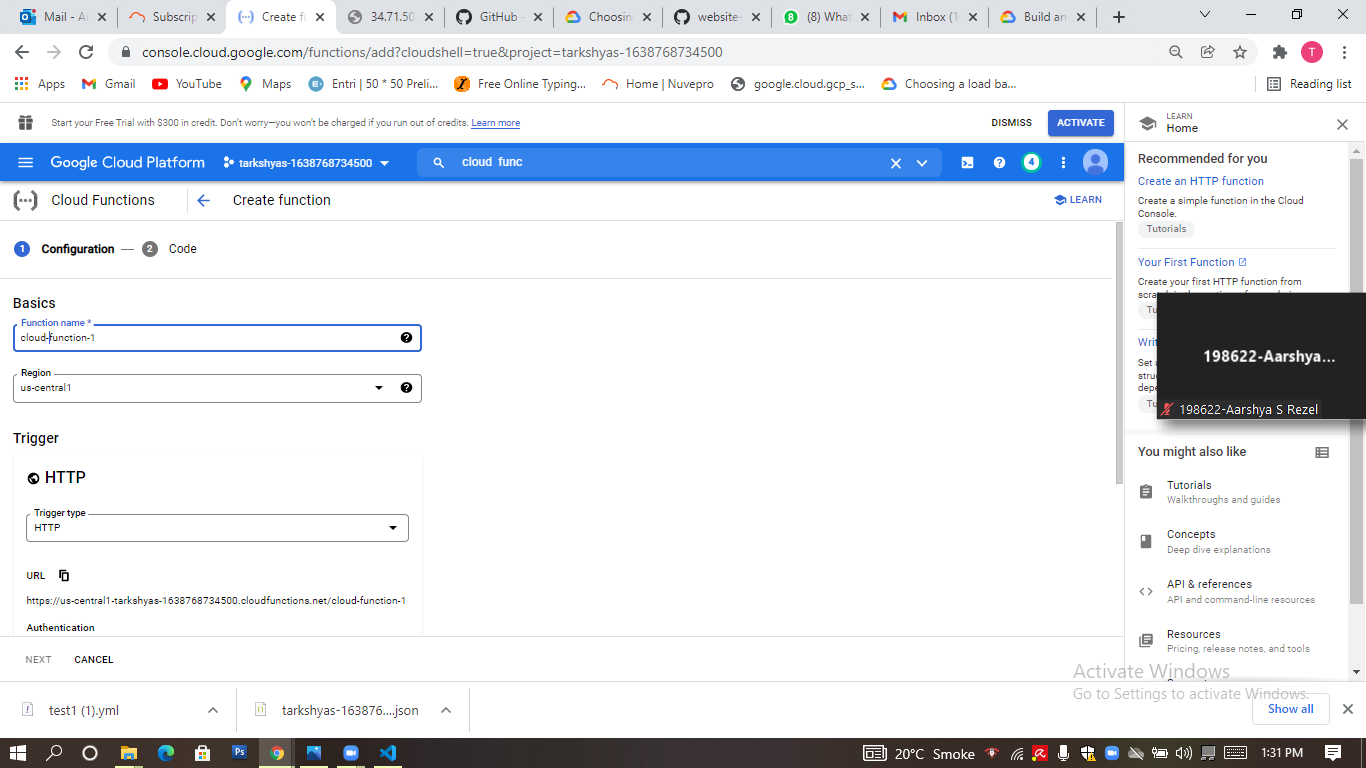 Mail - A
Subscrip
Create fu
34.71.50
GitHub -
Choosin
website-
(8) What
Inbox (1
Build an
console.cloud.google.com/functions/add?cloudshell=true&project=tarkshyas-1638768734500
T
Apps
Gmail
YouTube
Maps
Entri | 50 * 50 Preli...
Free Online Typing...
Home | Nuvepro
google.cloud.gcp_s...
Choosing a load ba...
Reading list
Start your Free Trial with $300 in credit. Don't worry—you won't be charged if you run out of credits. Learn more
DISMISS
ACTIVATE
Google Cloud Platform
tarkshyas-1638768734500
cloud func
4
Cloud Functions
Create function
LEARN
1 Configuration — 2 Code
Basics
Function name *
cloud-function-1
Region
us-central1
Trigger
HTTP
Trigger type
HTTP
URL
https://us-central1-tarkshyas-1638768734500.cloudfunctions.net/cloud-function-1
Authentication
NEXT
CANCEL
LEARN
Home
Recommended for you
Create an HTTP function
Create a simple function in the Cloud
Console.
Tutorials
Your First Function
Create your first HTTP function from
Tu
Writ
Set
struc
depe
Tu
198622-Aarshya...
198622-Aarshya S Rezel
You might also like
Tutorials
Walkthroughs and guides
Concepts
Deep dive explanations
API & references
API and command-line resources
Resources
Pricing, release notes, and tools
Activate Windows
Go to Settings to activate Windows.
test1 (1).yml
tarkshyas-163876....json
Show all
Ps
20°C Smoke
1:31 PM